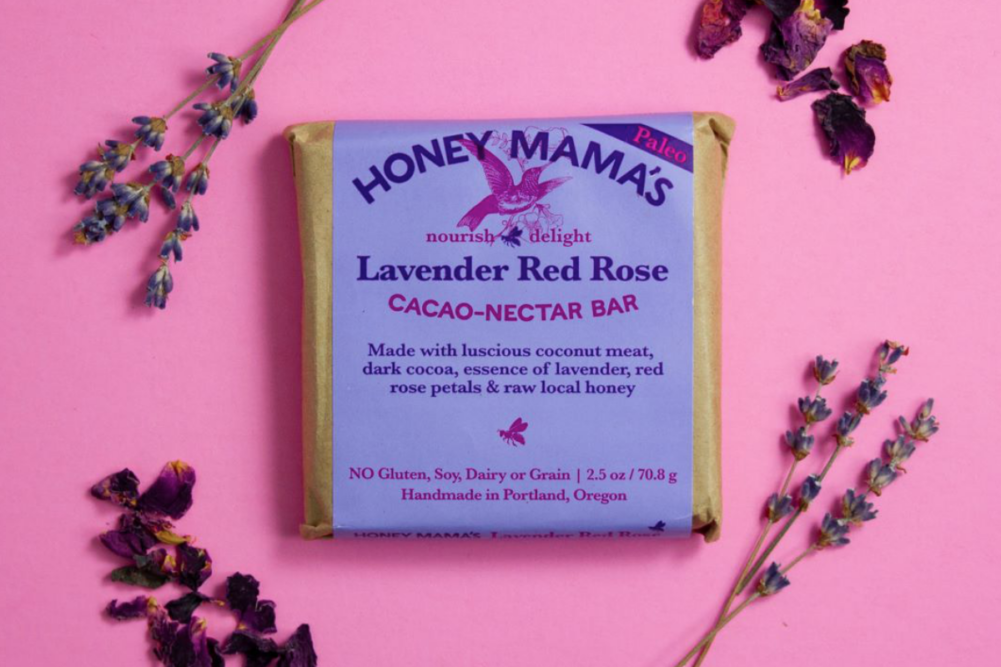 HONEY MAMA'S
Paleo
nourish delight
Lavender Red Rose
CACAO-NECTAR BAR
Made with luscious coconut meat,
dark cocoa, essence of lavender, red
rose petals & raw local honey
NO Gluten, Soy, Dairy or Grain | 2.5 oz / 70.8 g
Handmade in Portland, Oregon
HONEY MAMA'S Lavender Red Rose